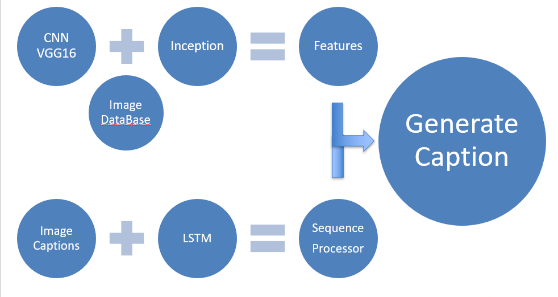 CNN
VGG16
Inception
Features
Image
DataBase
Generate
Caption
Image
Captions
LSTM
Sequence
Processor